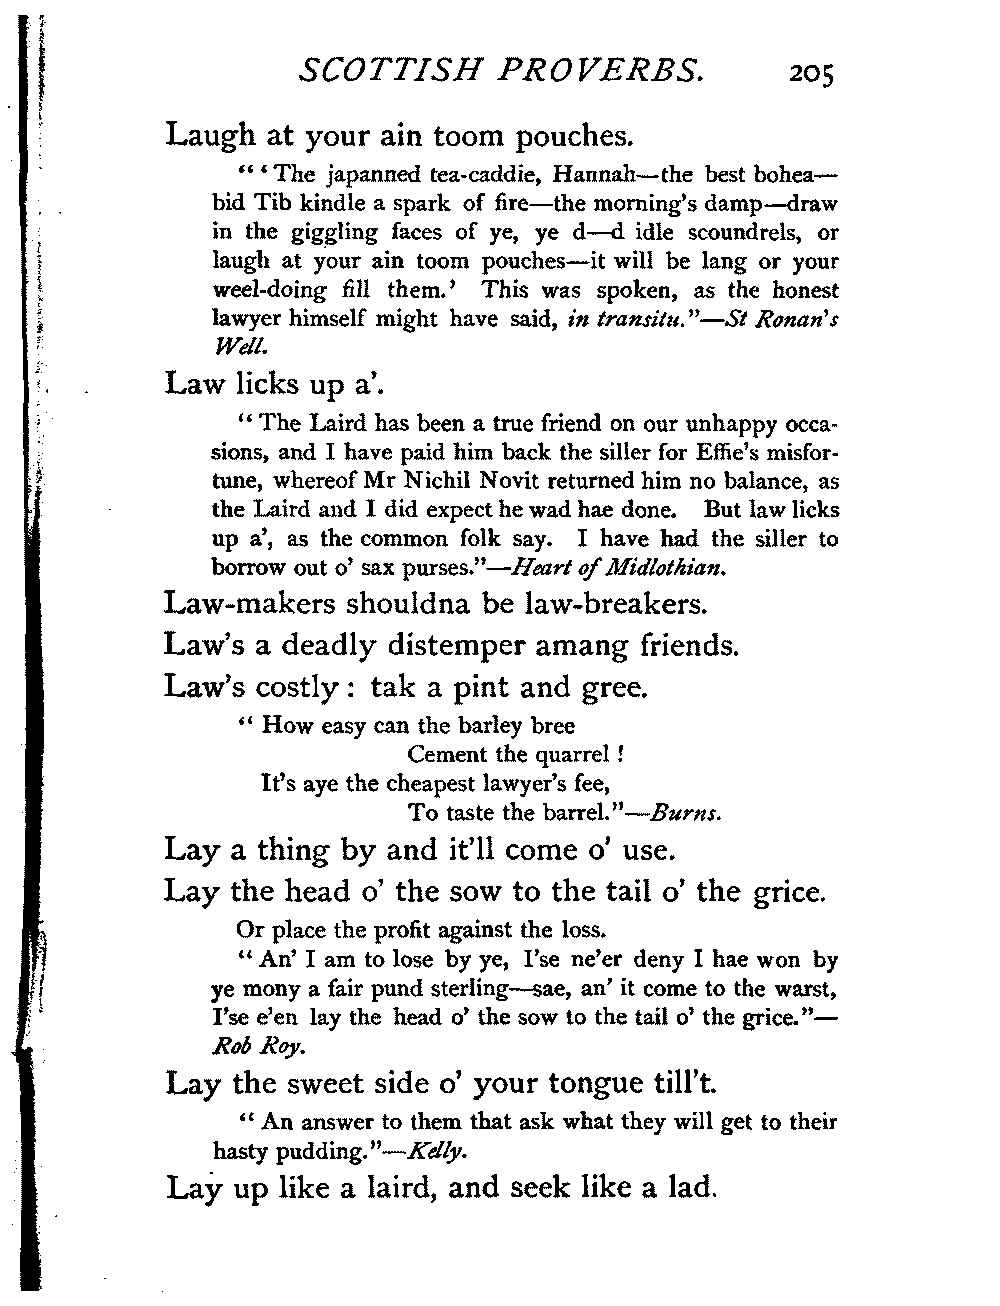 SCOTTISH PROVERBS. 205
Laugh at your ain toom pouches.
“ ‘ The japanned tea-caddie, Hannah—the best bohea—
bid Tib kindle a spark of fire—the morning’s damp—draw
in the giggling faces of ye, ye d—d idle scoundrels, or
laugh at your ain toom pouches—it will be lang or your
weel-doing fill them.’ This was spoken, as the honest
lawyer himself might have said, in transitu.”—St Ronan’s
Well.
Law licks up a’.
“ The Laird has been a true friend on our unhappy occa-
sions, and I have paid him back the siller for Effie’s misfor-
tune, whereof Mr Nichil Novit returned him no balance, as
the Laird and I did expect he wad hae done. But law licks
up a’, as the common folk say. I have had the siller to
borrow out o’ sax purses.”—Heart of Midlothian.
Law-makers shouldna be law-breakers.
Law’s a deadly distemper amang friends.
Law’s costly : tak a pint and gree.
“ How easy can the barley bree
Cement the quarrel !
It’s aye the cheapest lawyer’s fee,
To taste the barrel.”—Burns.
Lay a thing by and it’ll come o’ use.
Lay the head o’ the sow to the tail o’ the grice.
Or place the profit against the loss.
“ An’ I am to lose by ye, I’se ne’er deny I hae won by
ye mony a fair pund sterling—sae, an’ it come to the warst,
I’se e’en lay the head o’ the sow to the tail o’ the grice.”—
Rob Roy.
Lay the sweet side o’ your tongue till’t.
“ An answer to them that ask what they will get to their
hasty pudding.”—Kelly.
Lay up like a laird, and seek like a lad.